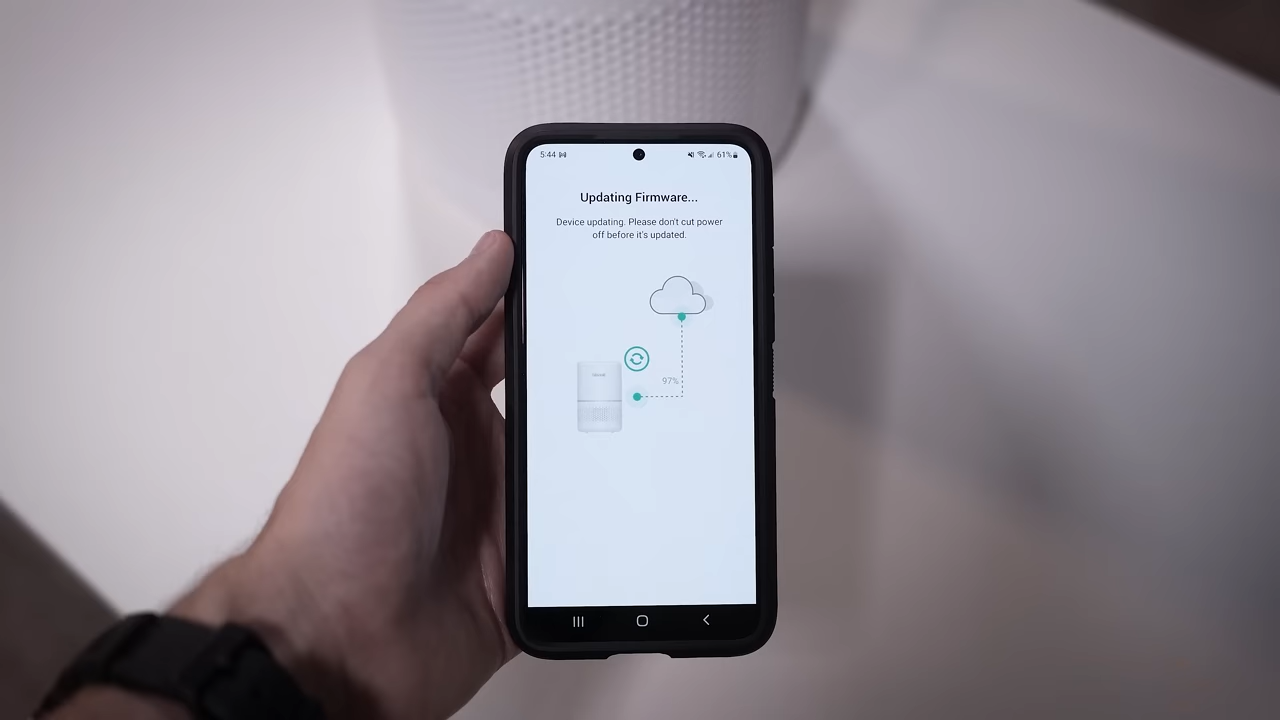 5:44
61%
Updating Firmware...
Device updating. Please don't cut power
off before it's updated.
97%